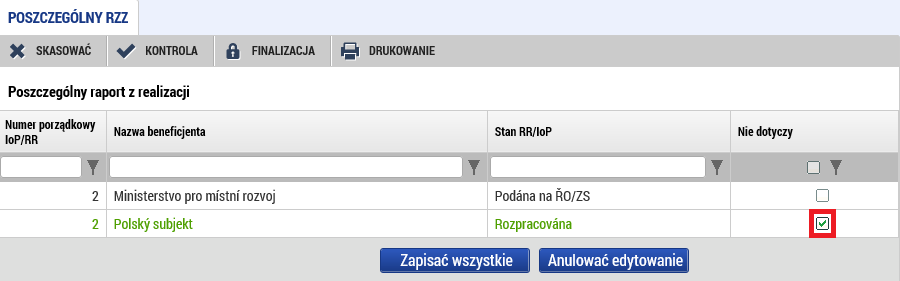 POSZCZEGÓLNY RZZ
SKASOWAĆ KONTROLA FINALIZACJA DRUKOWANIE
Poszczególny raport z realizacji
Numer porządkowy
IoP/RR
Nazwa beneficjenta
Stan RR/IoP
Nie dotyczy
2 Ministerstvo pro místní rozvoj Podána na ŘO/ZS
2 Polský subjekt Rozpracována
Zapisać wszystkie Anulować edytowanie